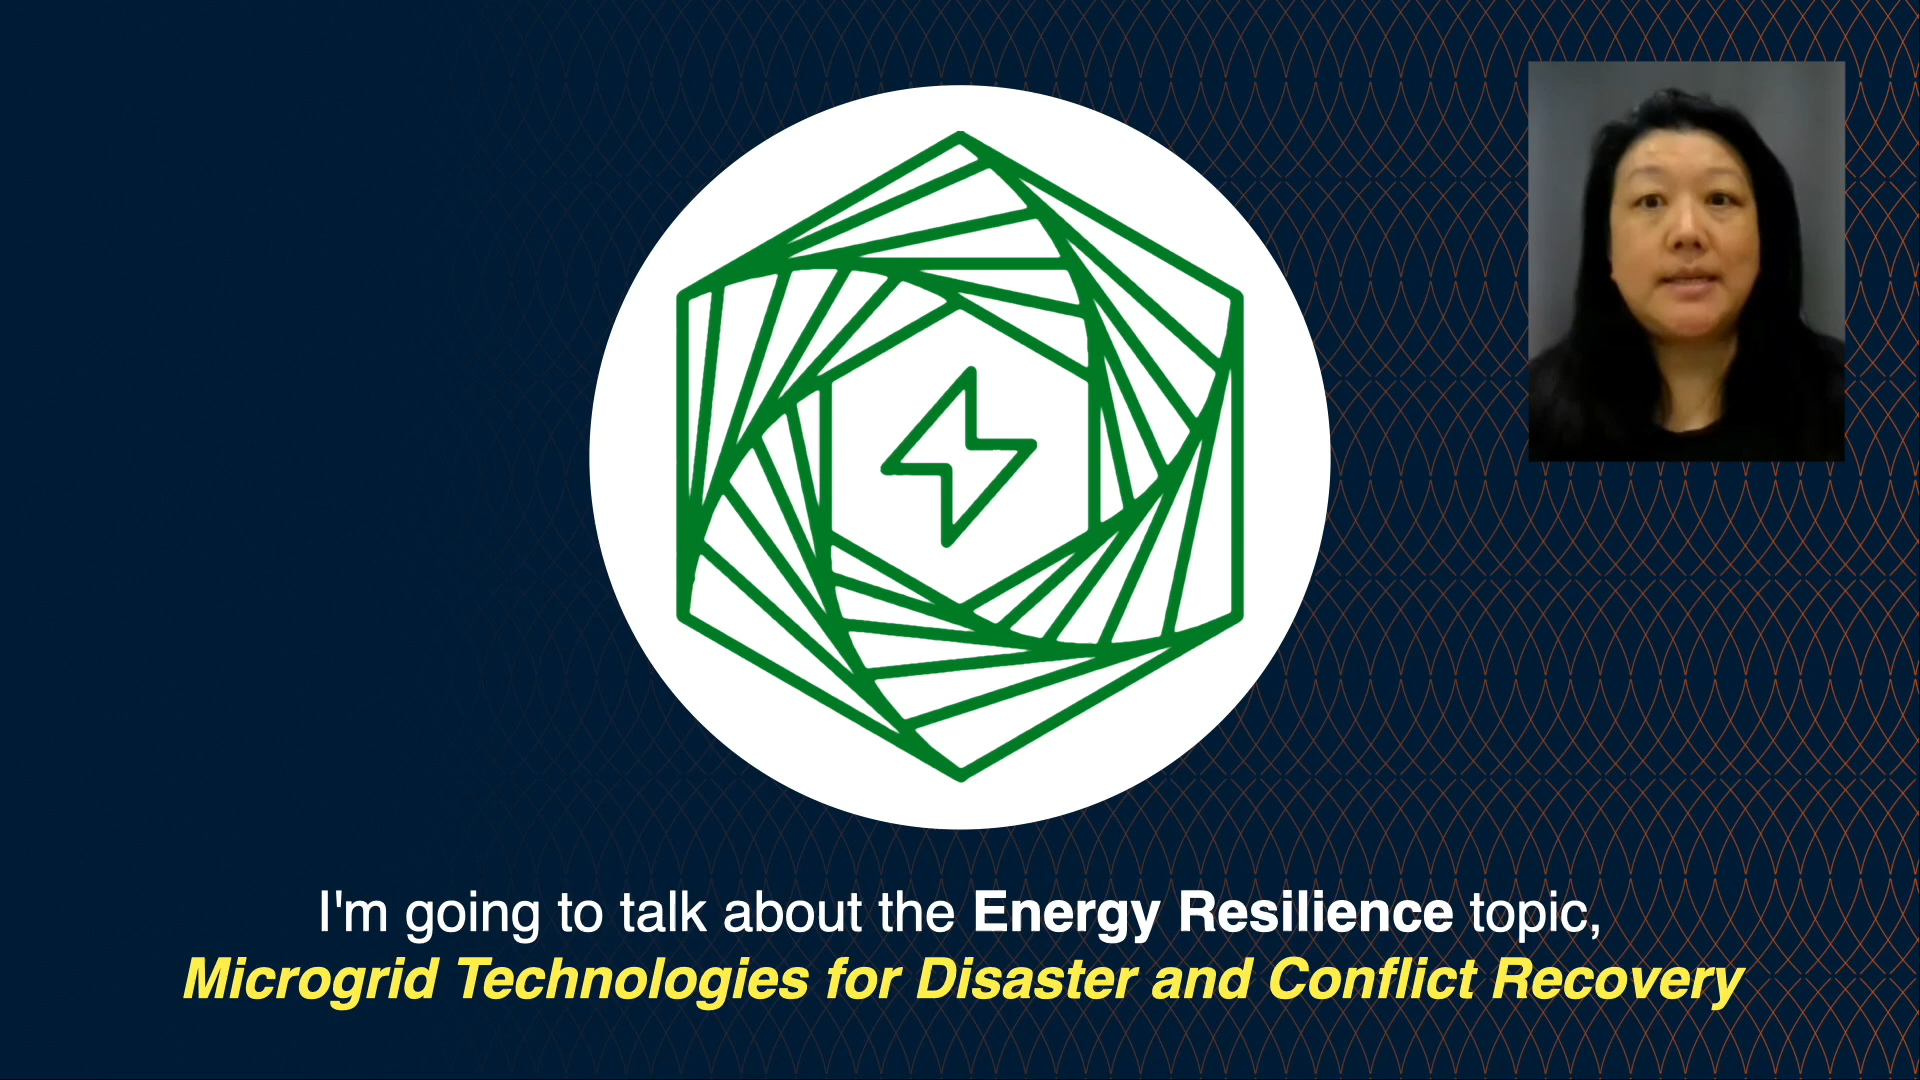 I'm going to talk about the Energy Resilience topic,
Microgrid Technologies for Disaster and Conflict Recovery